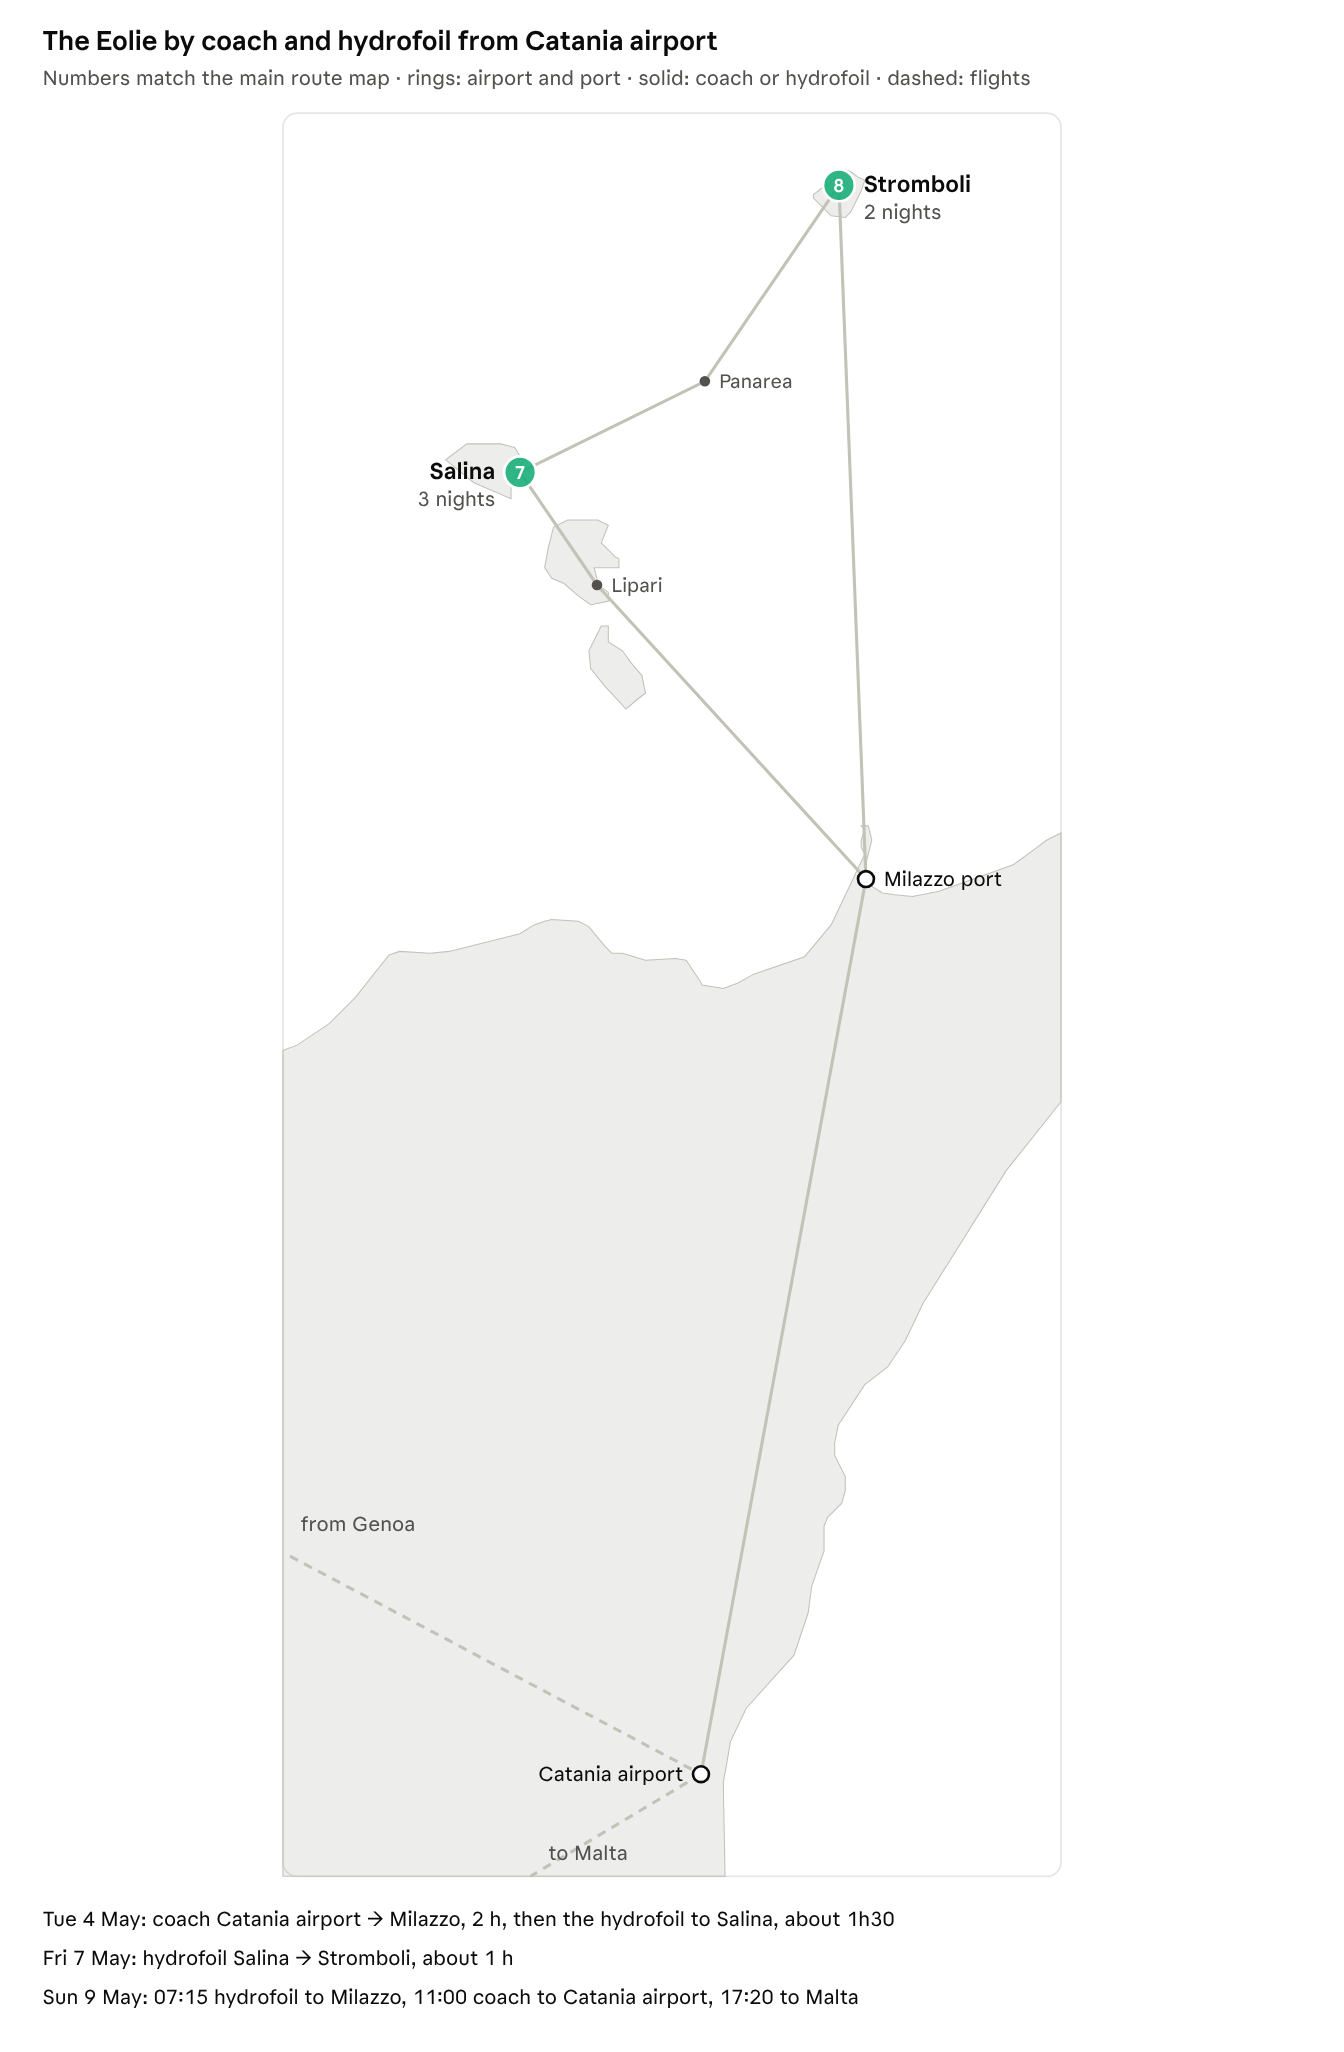 The Eolie by coach and hydrofoil from Catania airport
Numbers match the main route map · rings: airport and port · solid: coach or hydrofoil · dashed: flights
8 Stromboli
2 nights
Panarea
Salina 7
3 nights
Lipari
Milazzo port
from Genoa
Catania airport
to Malta
Tue 4 May: coach Catania airport → Milazzo, 2 h, then the hydrofoil to Salina, about 1h30
Fri 7 May: hydrofoil Salina → Stromboli, about 1 h
Sun 9 May: 07:15 hydrofoil to Milazzo, 11:00 coach to Catania airport, 17:20 to Malta